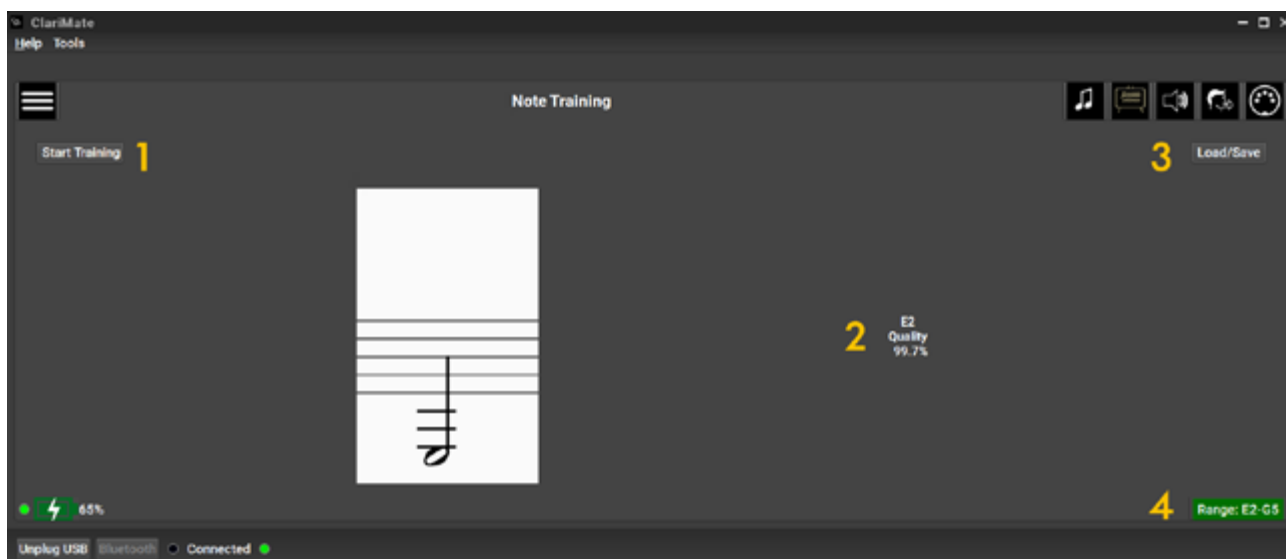 ClariMate
Help Tools
Note Training
Start Training 1
3 Load/Save
2
E2
Quality
99.7%
65%
4 Range: E2-G5
Unplug USB Bluetooth Connected